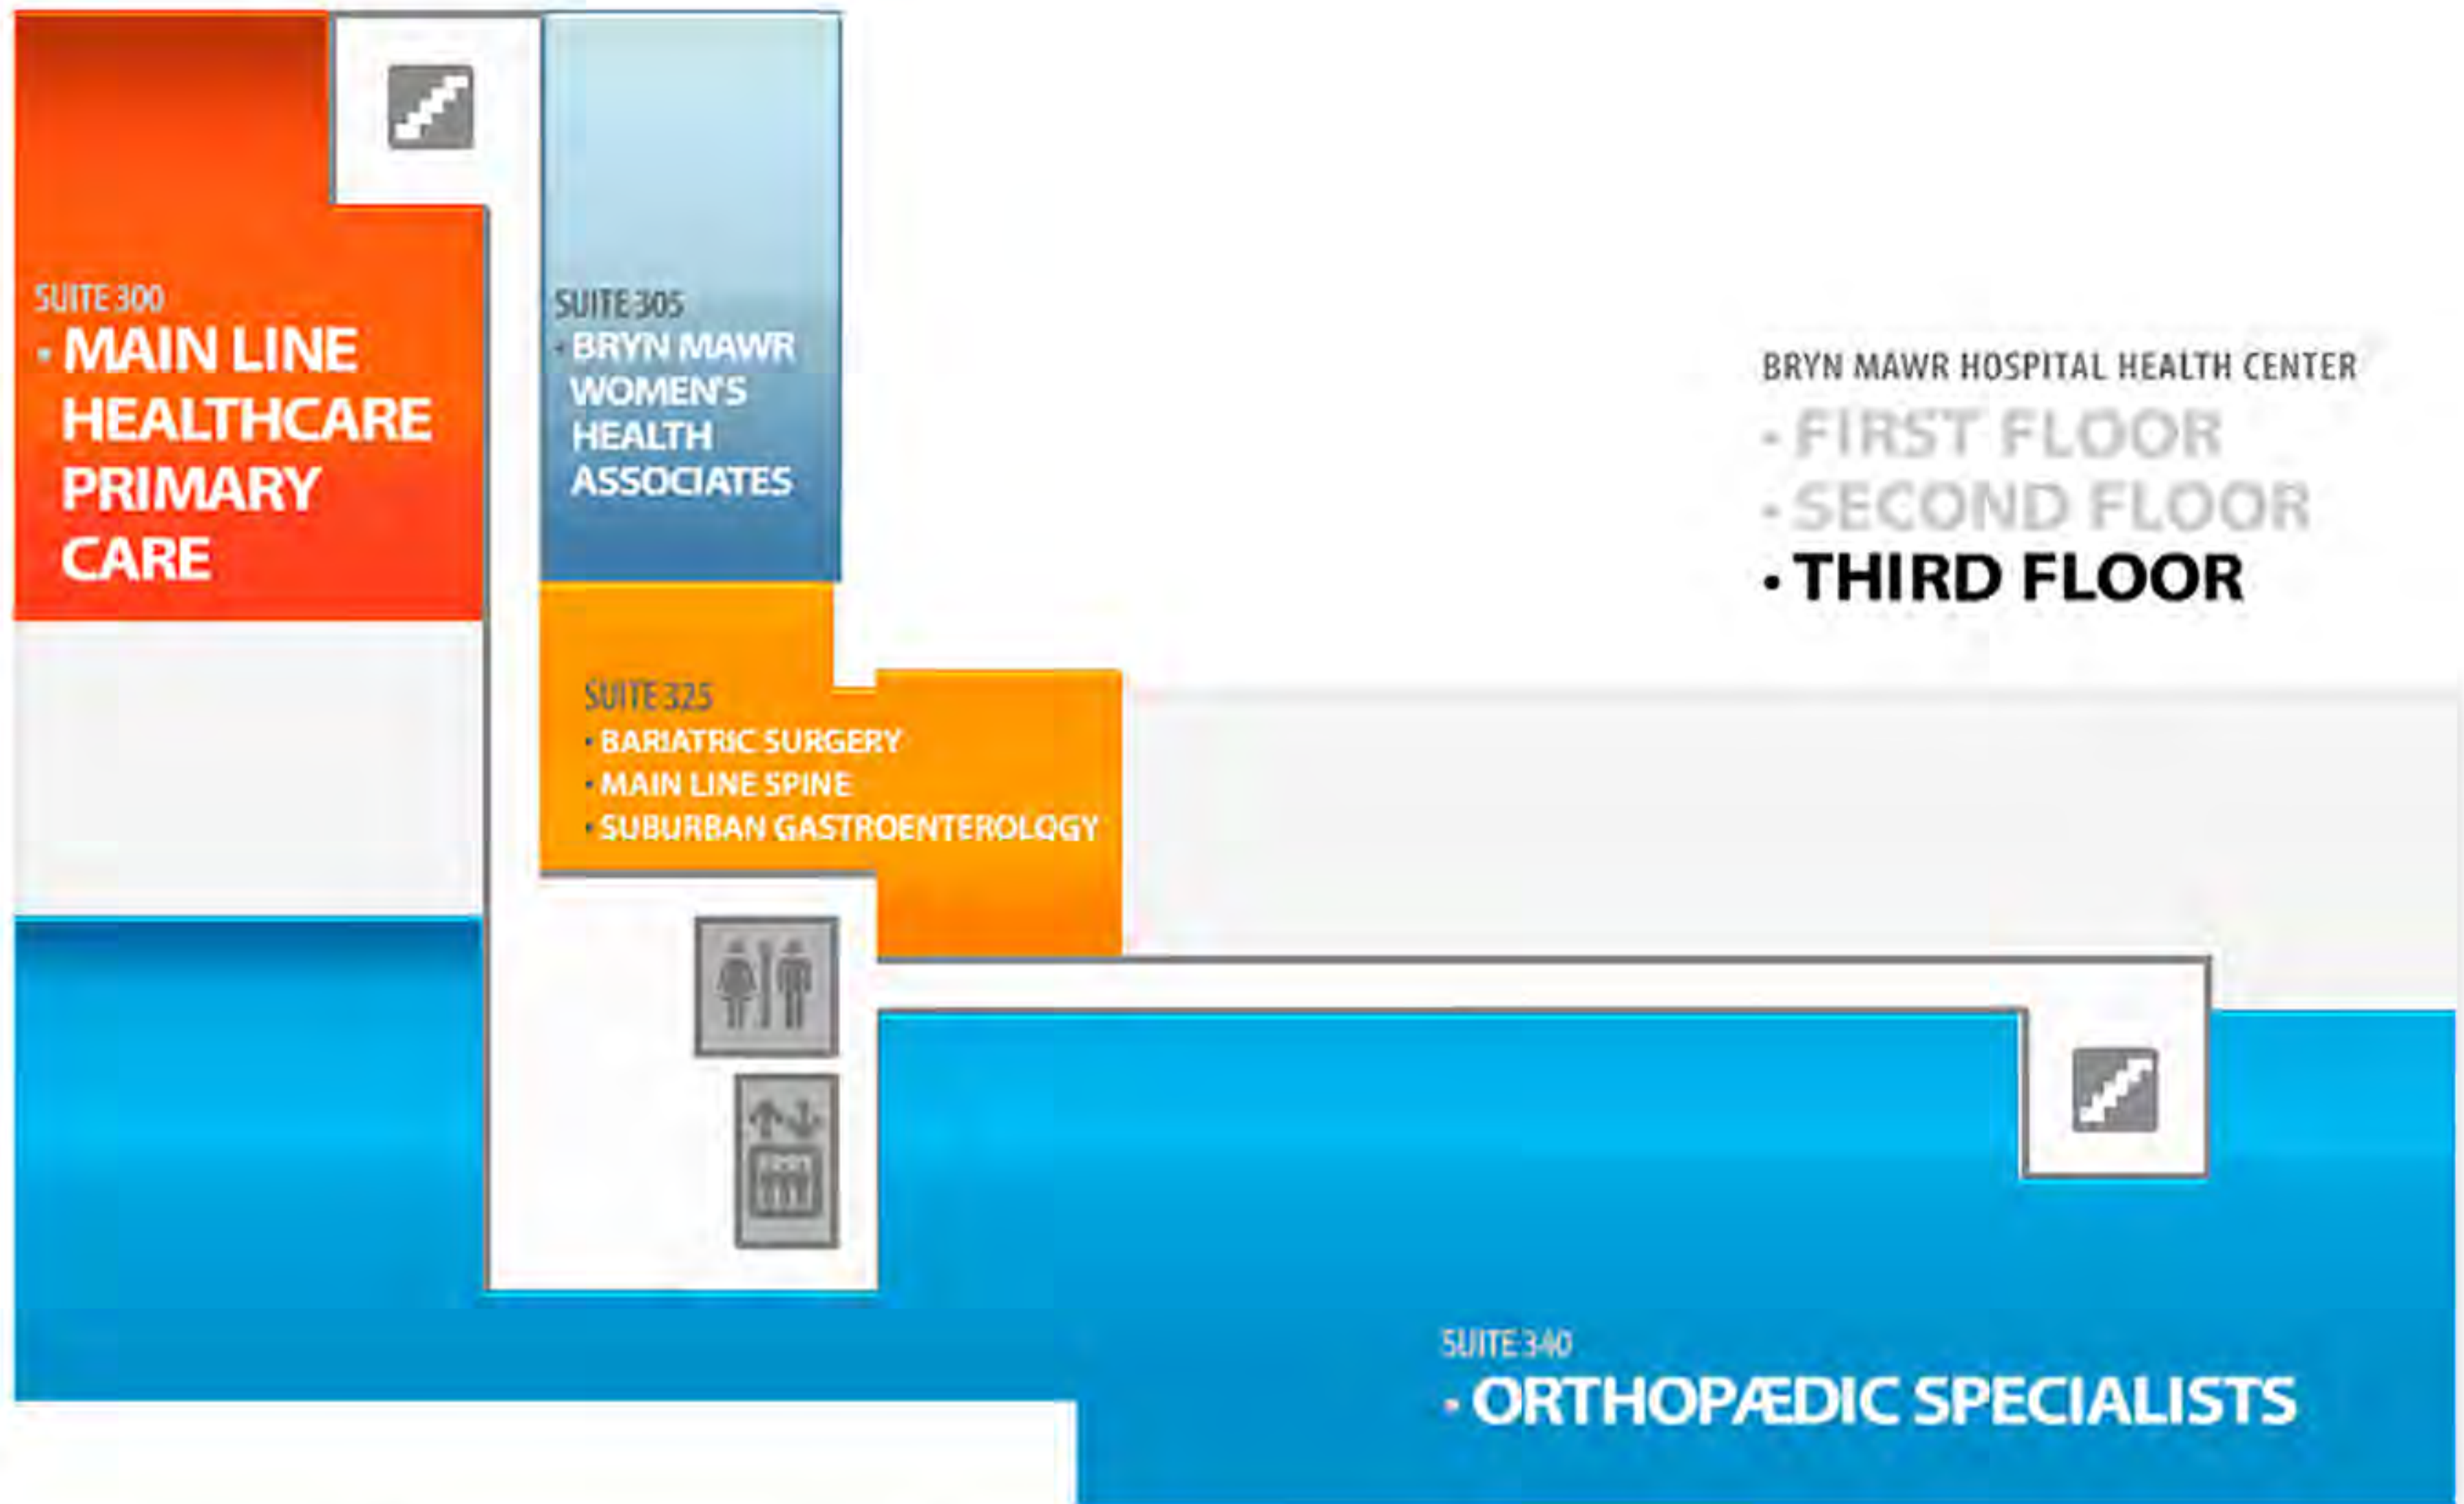 SUITE 300
• MAIN LINE
HEALTHCARE
PRIMARY
CARE
SUITE 305
• BRYN MAWR
WOMEN'S
HEALTH
ASSOCIATES
SUITE 325
• BARIATRIC SURGERY
• MAIN LINE SPINE
• SUBURBAN GASTROENTEROLOGY
BRYN MAWR HOSPITAL HEALTH CENTER
• FIRST FLOOR
• SECOND FLOOR
• THIRD FLOOR
SUITE 340
• ORTHOPÆDIC SPECIALISTS